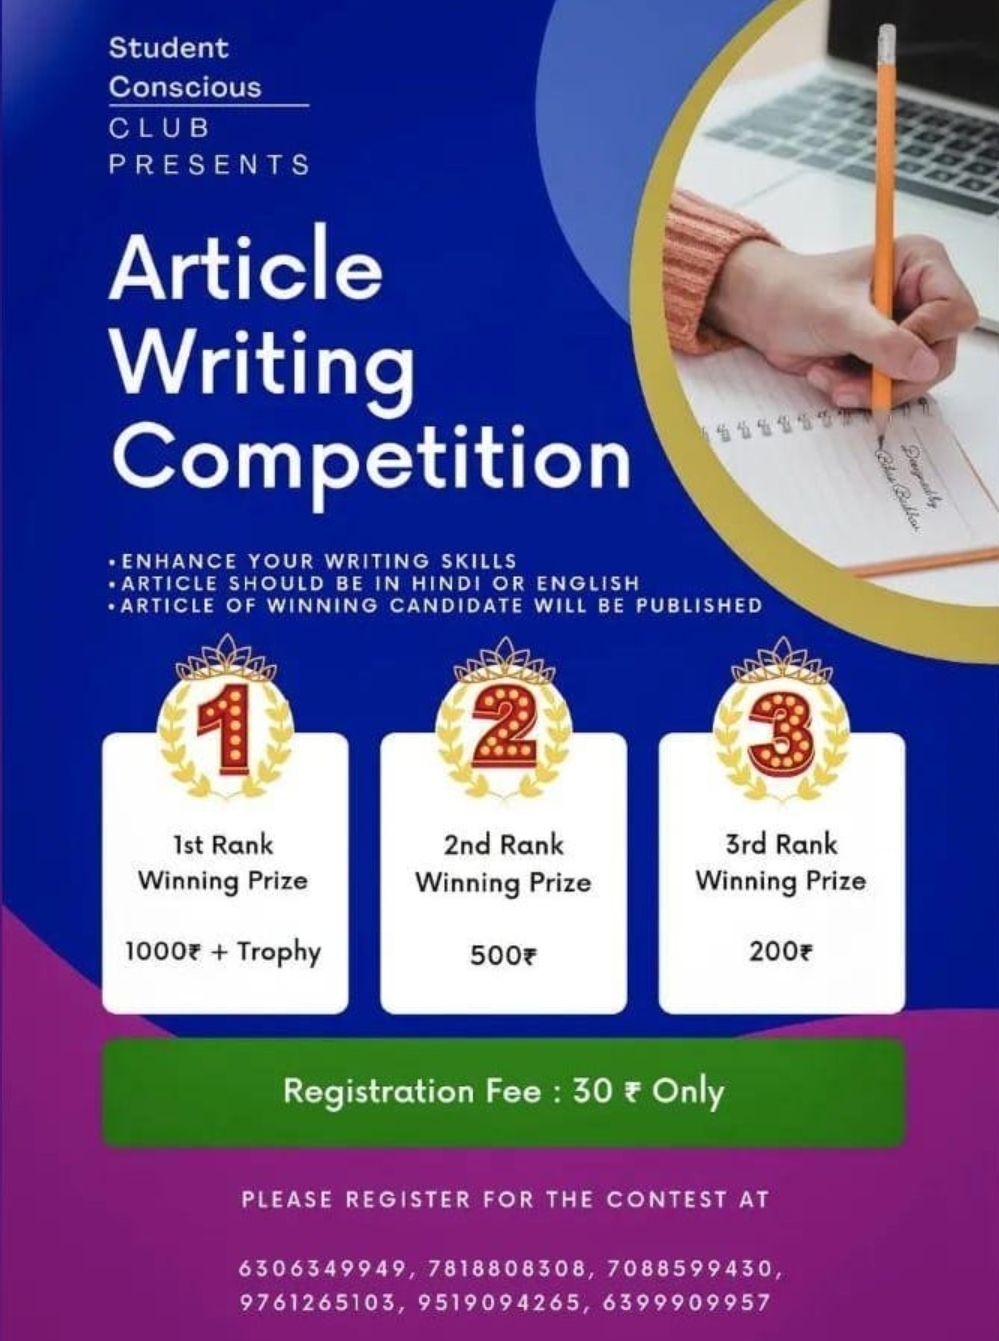 Student
Conscious
CLUB
PRESENTS
Article
Writing
Competition
• ENHANCE YOUR WRITING SKILLS
• ARTICLE SHOULD BE IN HINDI OR ENGLISH
• ARTICLE OF WINNING CANDIDATE WILL BE PUBLISHED
1
2
3
1st Rank
Winning Prize
1000₹ + Trophy
2nd Rank
Winning Prize
500₹
3rd Rank
Winning Prize
200₹
Registration Fee : 30 ₹ Only
PLEASE REGISTER FOR THE CONTEST AT
6306349949, 7818808308, 7088599430,
9761265103, 9519094265, 6399909957
Designed by